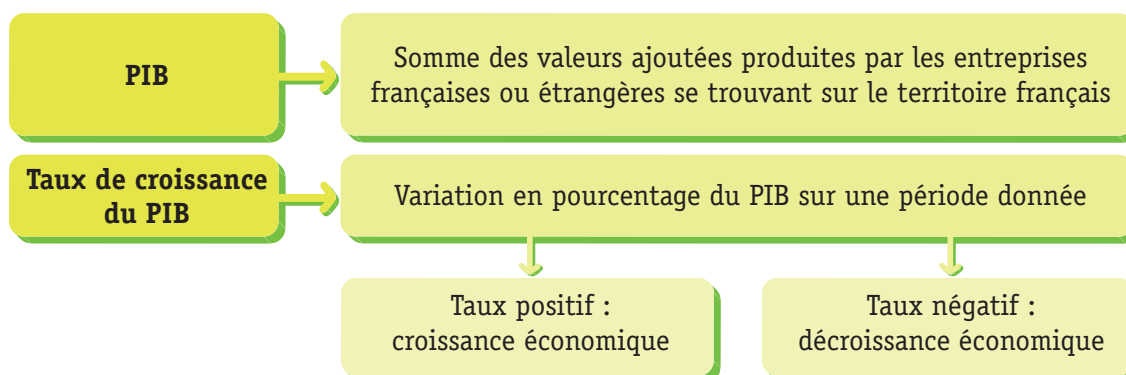 PIB
Somme des valeurs ajoutées produites par les entreprises
françaises ou étrangères se trouvant sur le territoire français
Taux de croissance
du PIB
Variation en pourcentage du PIB sur une période donnée
Taux positif :
croissance économique
Taux négatif :
décroissance économique